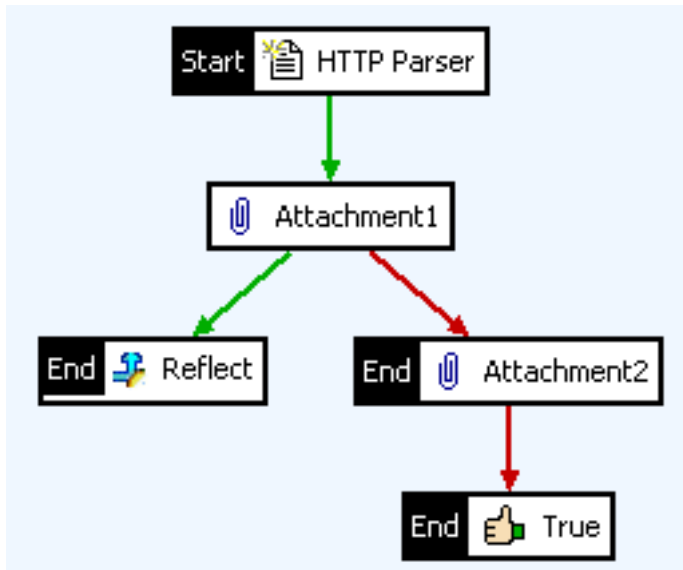 Start HTTP Parser
Attachment1
End Reflect
End Attachment2
End True